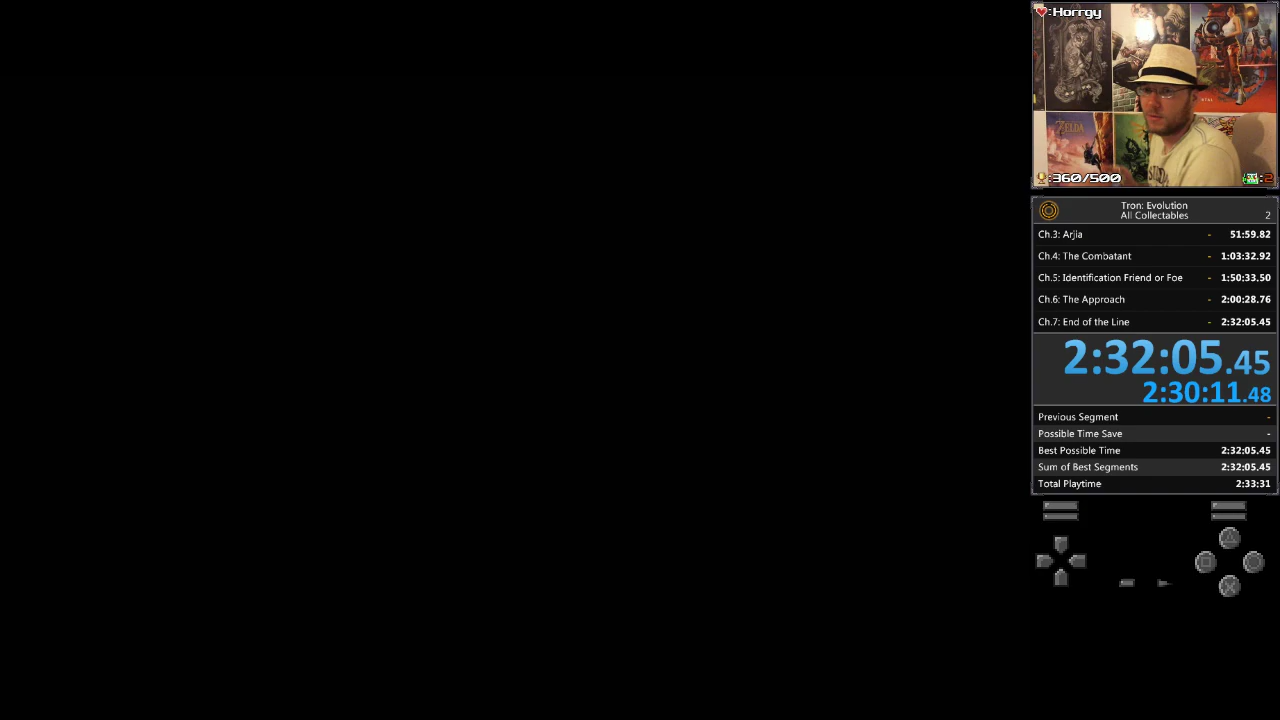 :Horrgy
ZELDA
:360/500
:2
Tron: Evolution
All Collectables
2
Ch.3: Arjia - 51:59.82
Ch.4: The Combatant - 1:03:32.92
Ch.5: Identification Friend or Foe - 1:50:33.50
Ch.6: The Approach - 2:00:28.76
Ch.7: End of the Line - 2:32:05.45
2:32:05.45
2:30:11.48
Previous Segment -
Possible Time Save -
Best Possible Time 2:32:05.45
Sum of Best Segments 2:32:05.45
Total Playtime 2:33:31